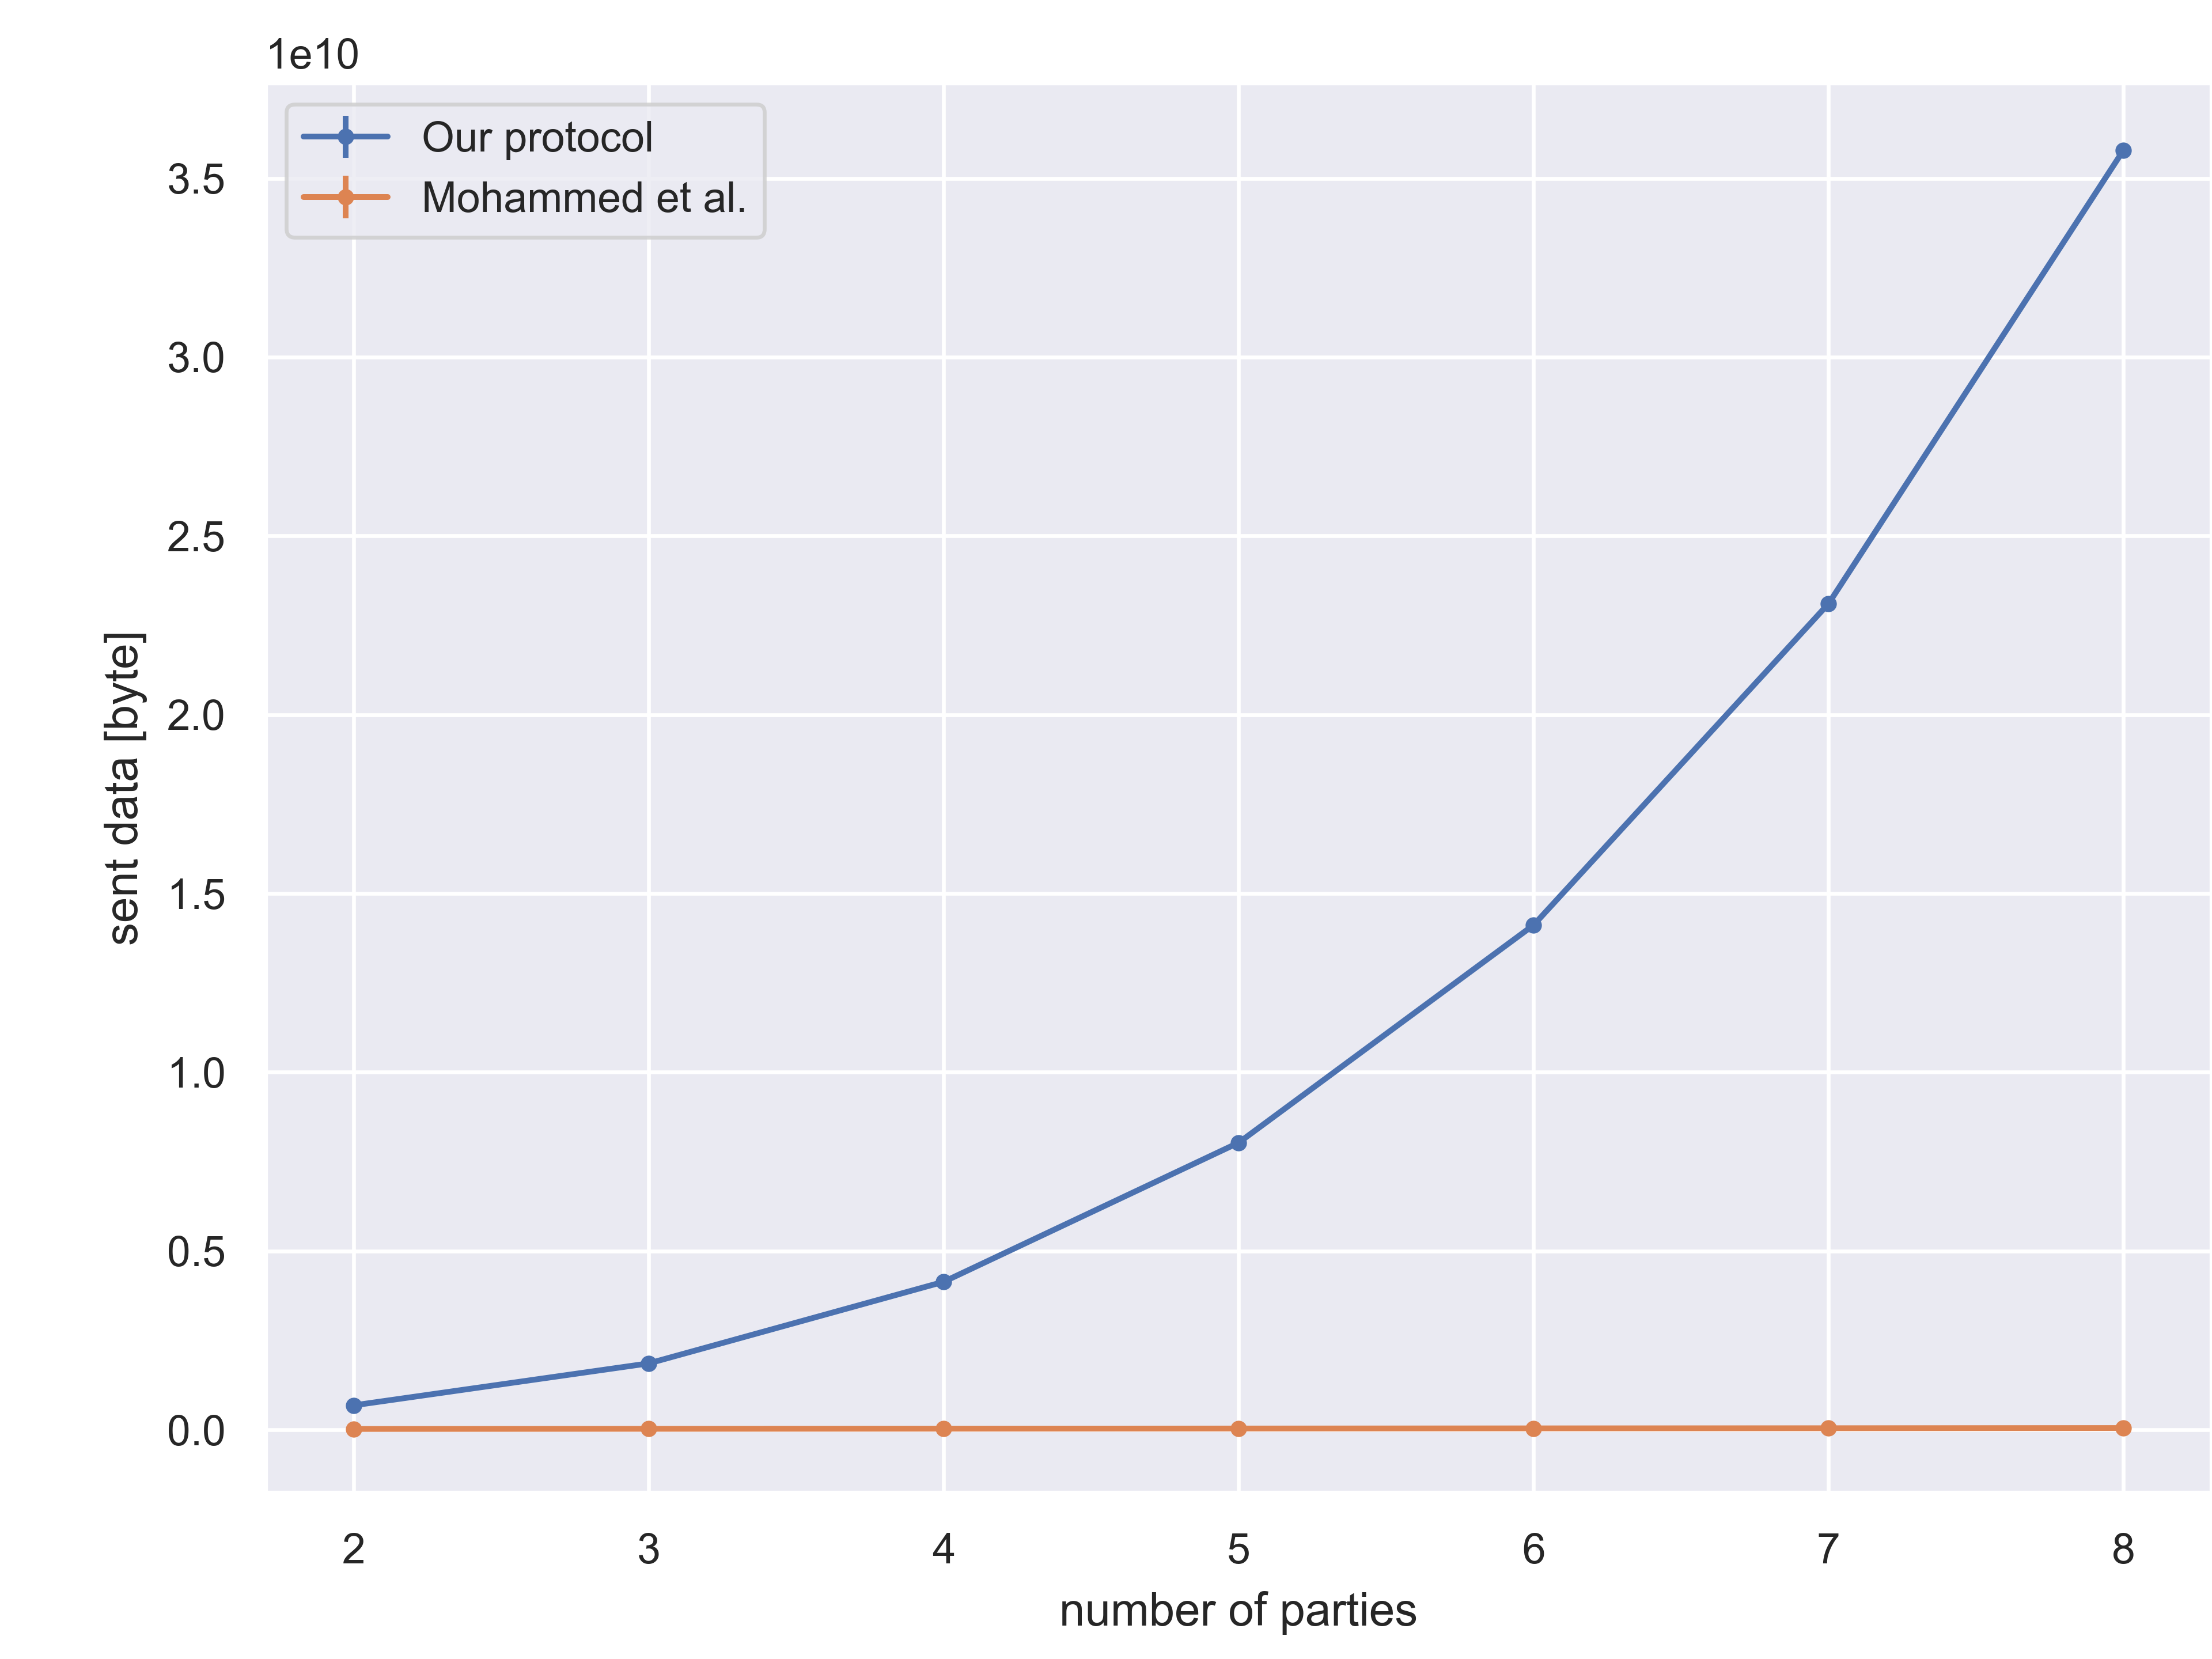 1e10
Our protocol
Mohammed et al.
3.5
3.0
2.5
2.0
1.5
1.0
0.5
0.0
sent data [byte]
2 3 4 5 6 7 8
number of parties